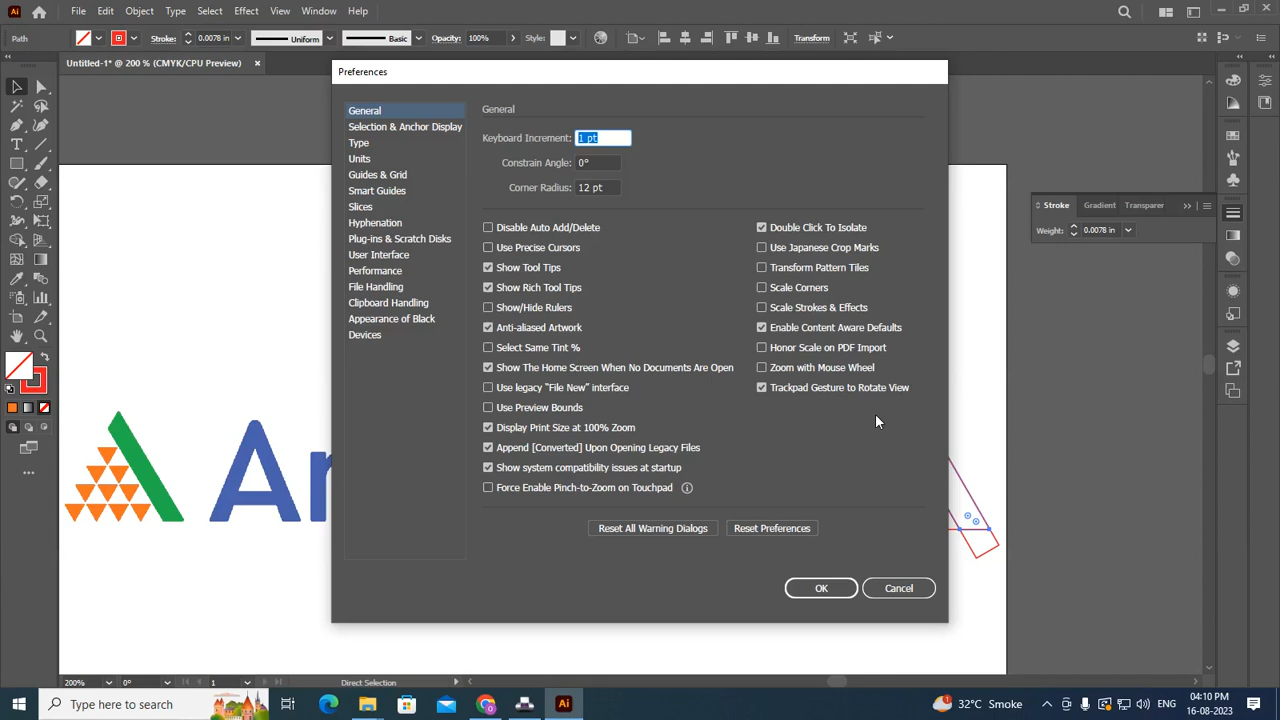 Ai
File Edit Object Type Select Effect View Window Help
Path
Stroke: 0.0078 in Uniform Basic Opacity: 100% Style: Transform
Untitled-1* @ 200 % (CMYK/CPU Preview) ×
Preferences
General
Selection & Anchor Display
Type
Units
Guides & Grid
Smart Guides
Slices
Hyphenation
Plug-ins & Scratch Disks
User Interface
Performance
File Handling
Clipboard Handling
Appearance of Black
Devices
General
Keyboard Increment: 1 pt
Constrain Angle: 0°
Corner Radius: 12 pt
Disable Auto Add/Delete
Use Precise Cursors
Show Tool Tips
Show Rich Tool Tips
Show/Hide Rulers
Anti-aliased Artwork
Select Same Tint %
Show The Home Screen When No Documents Are Open
Use legacy "File New" interface
Use Preview Bounds
Display Print Size at 100% Zoom
Append [Converted] Upon Opening Legacy Files
Show system compatibility issues at startup
Force Enable Pinch-to-Zoom on Touchpad
Double Click To Isolate
Use Japanese Crop Marks
Transform Pattern Tiles
Scale Corners
Scale Strokes & Effects
Enable Content Aware Defaults
Honor Scale on PDF Import
Zoom with Mouse Wheel
Trackpad Gesture to Rotate View
Reset All Warning Dialogs Reset Preferences
OK Cancel
Stroke Gradient Transparer
Weight: 0.0078 in
Ar
200% 0° 1 Direct Selection
Type here to search
Ai
32°C Smoke
ENG
04:10 PM
16-08-2023